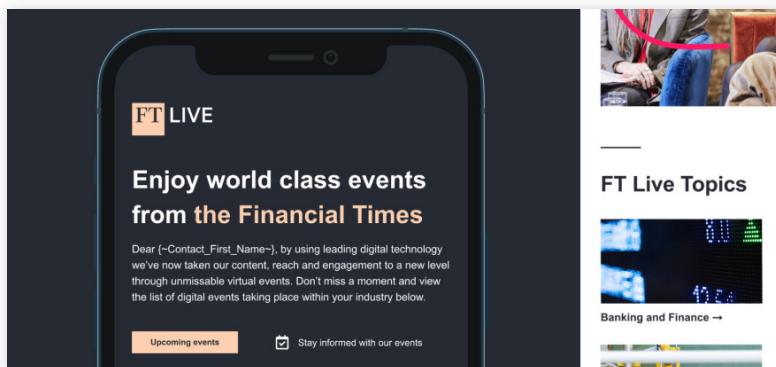 FT LIVE
Enjoy world class events
from the Financial Times
Dear {~Contact_First_Name~}, by using leading digital technology
we've now taken our content, reach and engagement to a new level
through unmissable virtual events. Don't miss a moment and view
the list of digital events taking place within your industry below.
Upcoming events
Stay informed with our events
FT Live Topics
Banking and Finance →